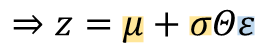 ⇒ z = μ + σΘε